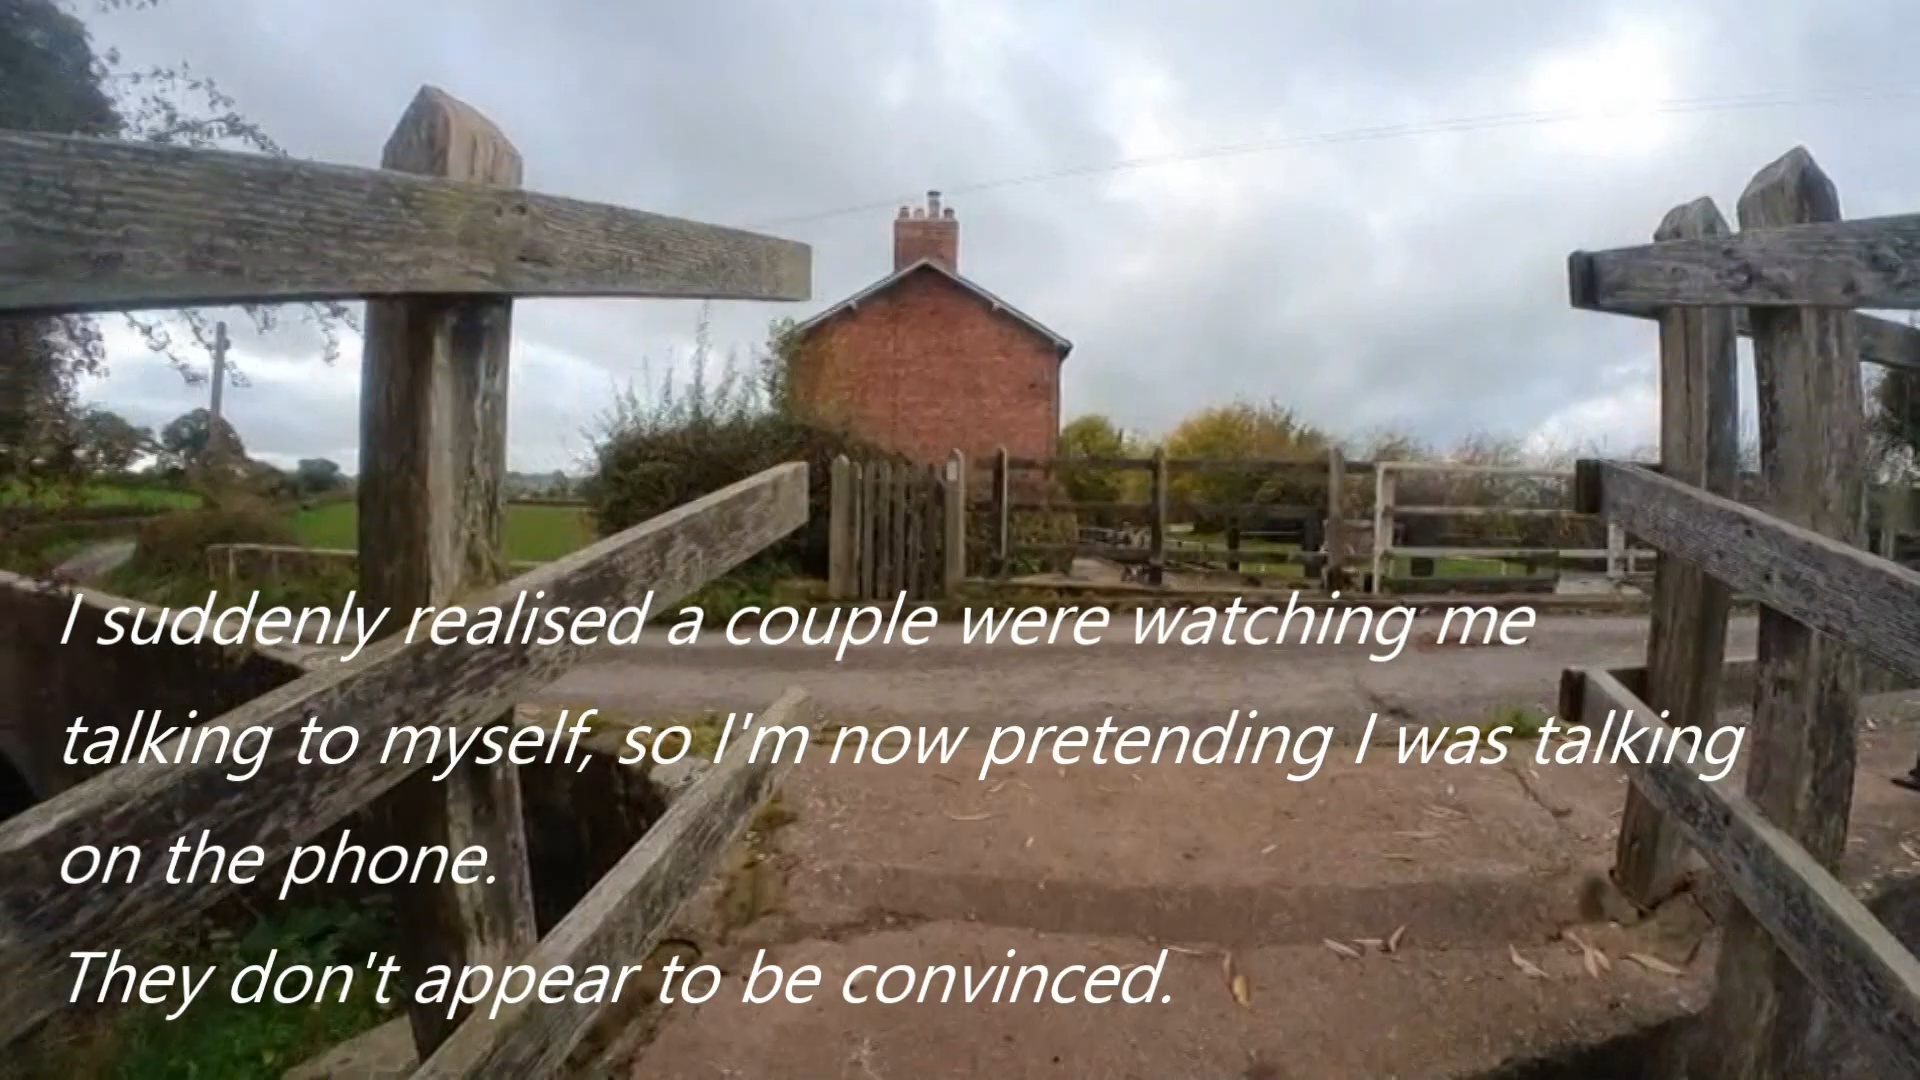 I suddenly realised a couple were watching me
talking to myself, so I'm now pretending I was talking
on the phone.
They don't appear to be convinced.